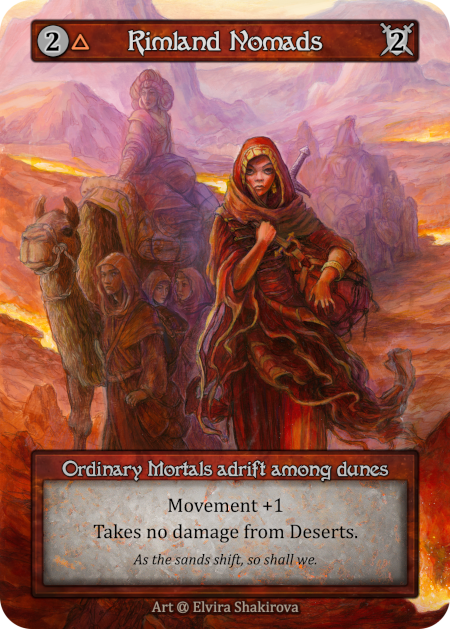 2 Rimland Nomads 2
Ordinary Mortals adrift among dunes
Movement +1
Takes no damage from Deserts.
As the sands shift, so shall we.
Art @ Elvira Shakirova